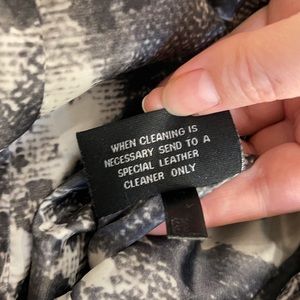 WHEN CLEANING IS
NECESSARY SEND TO A
SPECIAL LEATHER
CLEANER ONLY